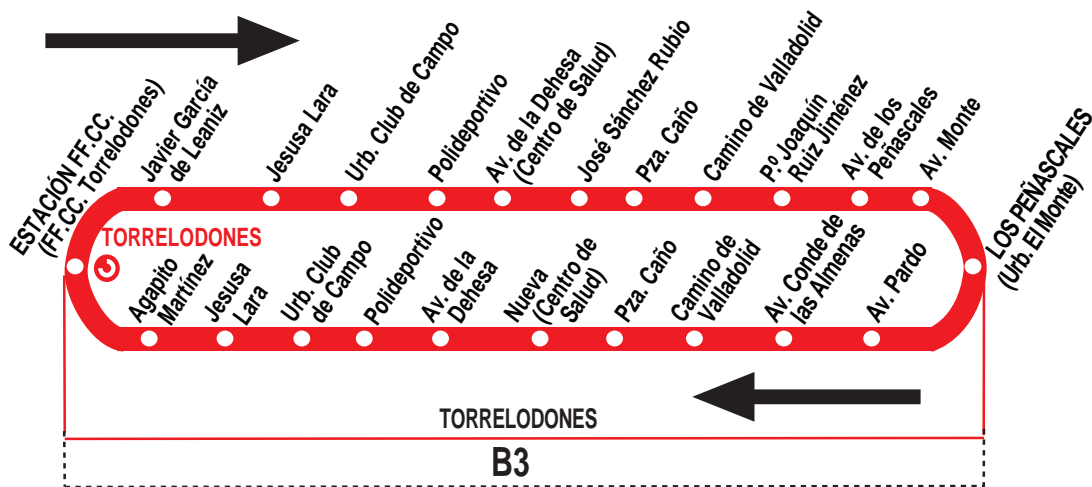 ESTACIÓN FF.CC.
(FF.CC. Torrelodones)
Javier García
de Leaniz
Jesusa Lara
Urb. Club de Campo
Polideportivo
Av. de la Dehesa
(Centro de Salud)
José Sánchez Rubio
Pza. Caño
Camino de Valladolid
Pº Joaquín
Ruiz Jiménez
Av. de los
Peñascales
Av. Monte
LOS PEÑASCALES
(Urb. El Monte)
TORRELODONES
Agapito
Martínez
Jesusa
Lara
Urb. Club
de Campo
Polideportivo
Av. de la
Dehesa
Nueva
(Centro de
Salud)
Pza. Caño
Camino de
Valladolid
Av. Conde de
las Almenas
Av. Pardo
TORRELODONES
B3